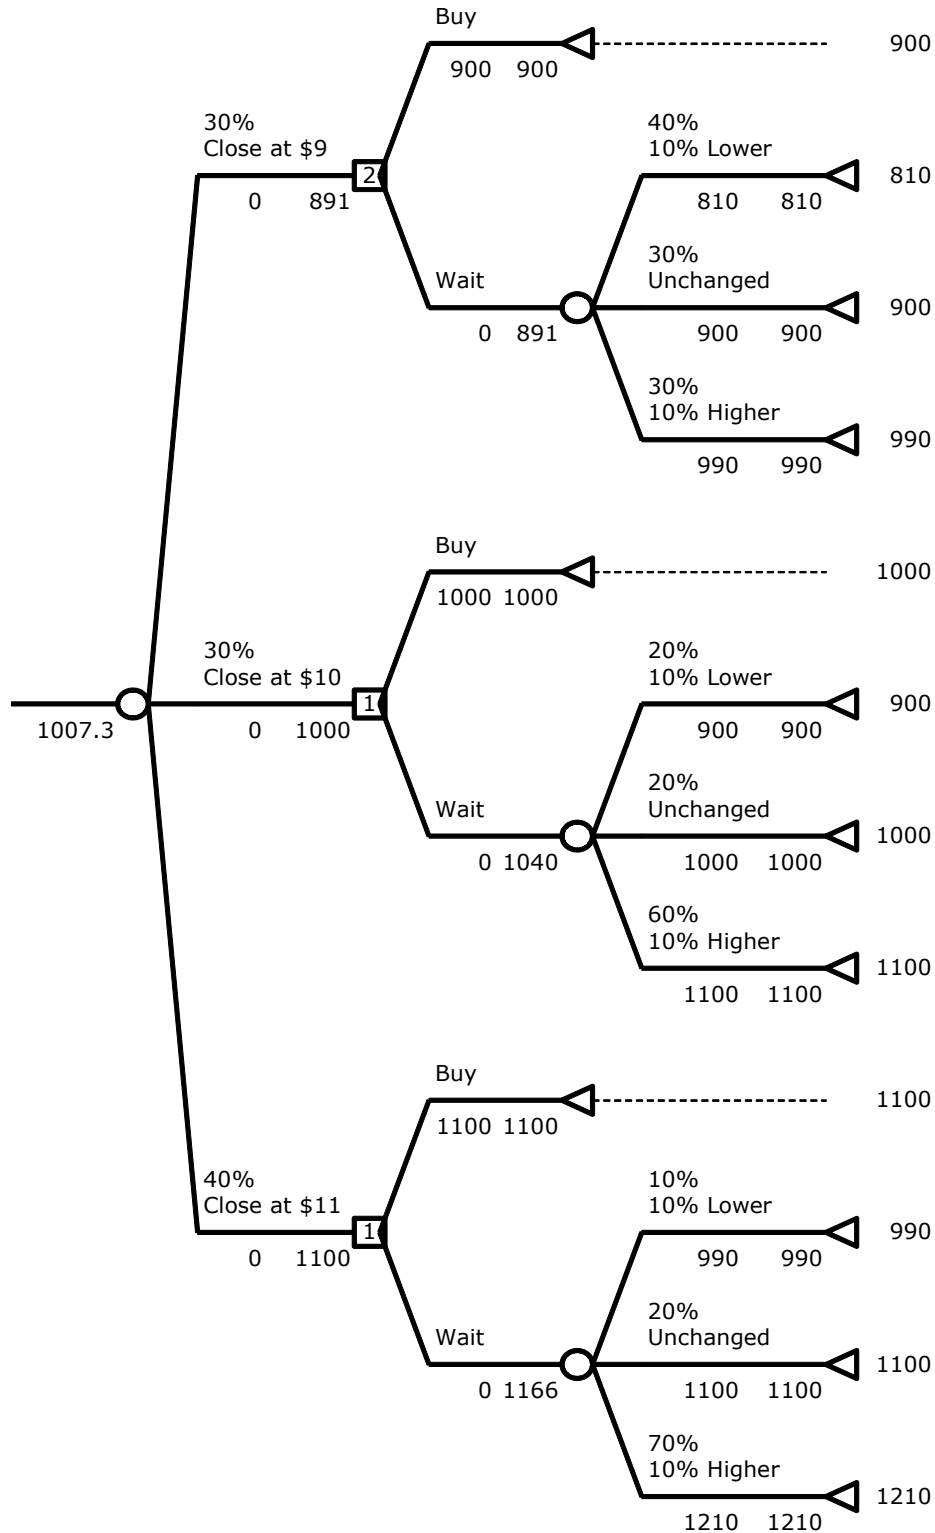 Buy
900 900 900
30%
Close at $9
0 891
2
40%
10% Lower
810 810 810
30%
Unchanged
900 900 900
Wait
0 891
30%
10% Higher
990 990 990
Buy
1000 1000 1000
30%
Close at $10
0 1000
1
1007.3
20%
10% Lower
900 900 900
20%
Unchanged
1000 1000 1000
Wait
0 1040
60%
10% Higher
1100 1100 1100
Buy
1100 1100 1100
40%
Close at $11
0 1100
1
10%
10% Lower
990 990 990
20%
Unchanged
1100 1100 1100
Wait
0 1166
70%
10% Higher
1210 1210 1210